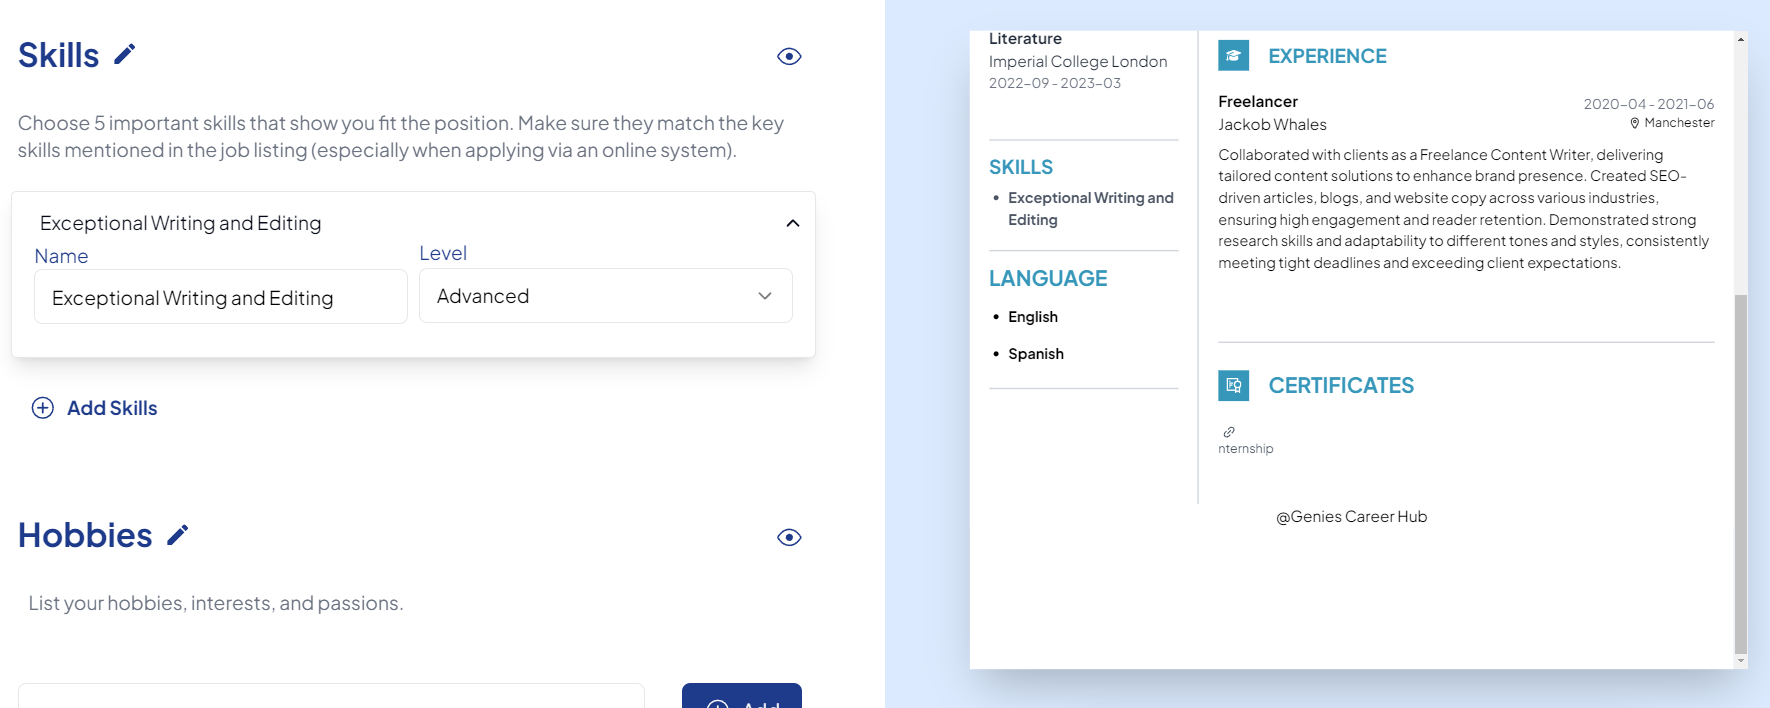 Skills
Choose 5 important skills that show you fit the position. Make sure they match the key
skills mentioned in the job listing (especially when applying via an online system).
Exceptional Writing and Editing
Name
Level
Exceptional Writing and Editing
Advanced
Add Skills
Hobbies
List your hobbies, interests, and passions.
Add
Literature
Imperial College London
2022-09 - 2023-03
SKILLS
• Exceptional Writing and
Editing
LANGUAGE
• English
• Spanish
EXPERIENCE
Freelancer
2020-04 - 2021-06
Jackob Whales
Manchester
Collaborated with clients as a Freelance Content Writer, delivering
tailored content solutions to enhance brand presence. Created SEO-
driven articles, blogs, and website copy across various industries,
ensuring high engagement and reader retention. Demonstrated strong
research skills and adaptability to different tones and styles, consistently
meeting tight deadlines and exceeding client expectations.
CERTIFICATES
nternship
@Genies Career Hub